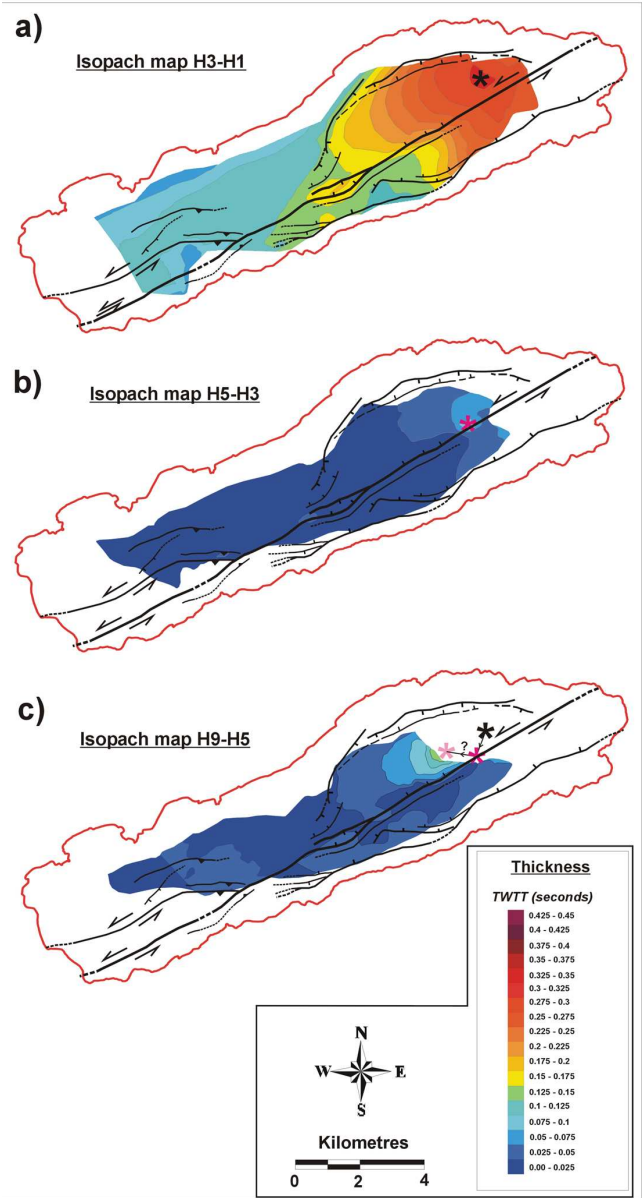 a)
Isopach map H3-H1
*
b)
Isopach map H5-H3
*
c)
Isopach map H9-H5
* ? * *
Thickness
TWTT (seconds)
0.425 - 0.45
0.4 - 0.425
0.375 - 0.4
0.35 - 0.375
0.325 - 0.35
0.3 - 0.325
0.275 - 0.3
0.25 - 0.275
0.225 - 0.25
0.2 - 0.225
0.175 - 0.2
0.15 - 0.175
0.125 - 0.15
0.1 - 0.125
0.075 - 0.1
0.05 - 0.075
0.025 - 0.05
0.00 - 0.025
N
W E
S
Kilometres
0 2 4